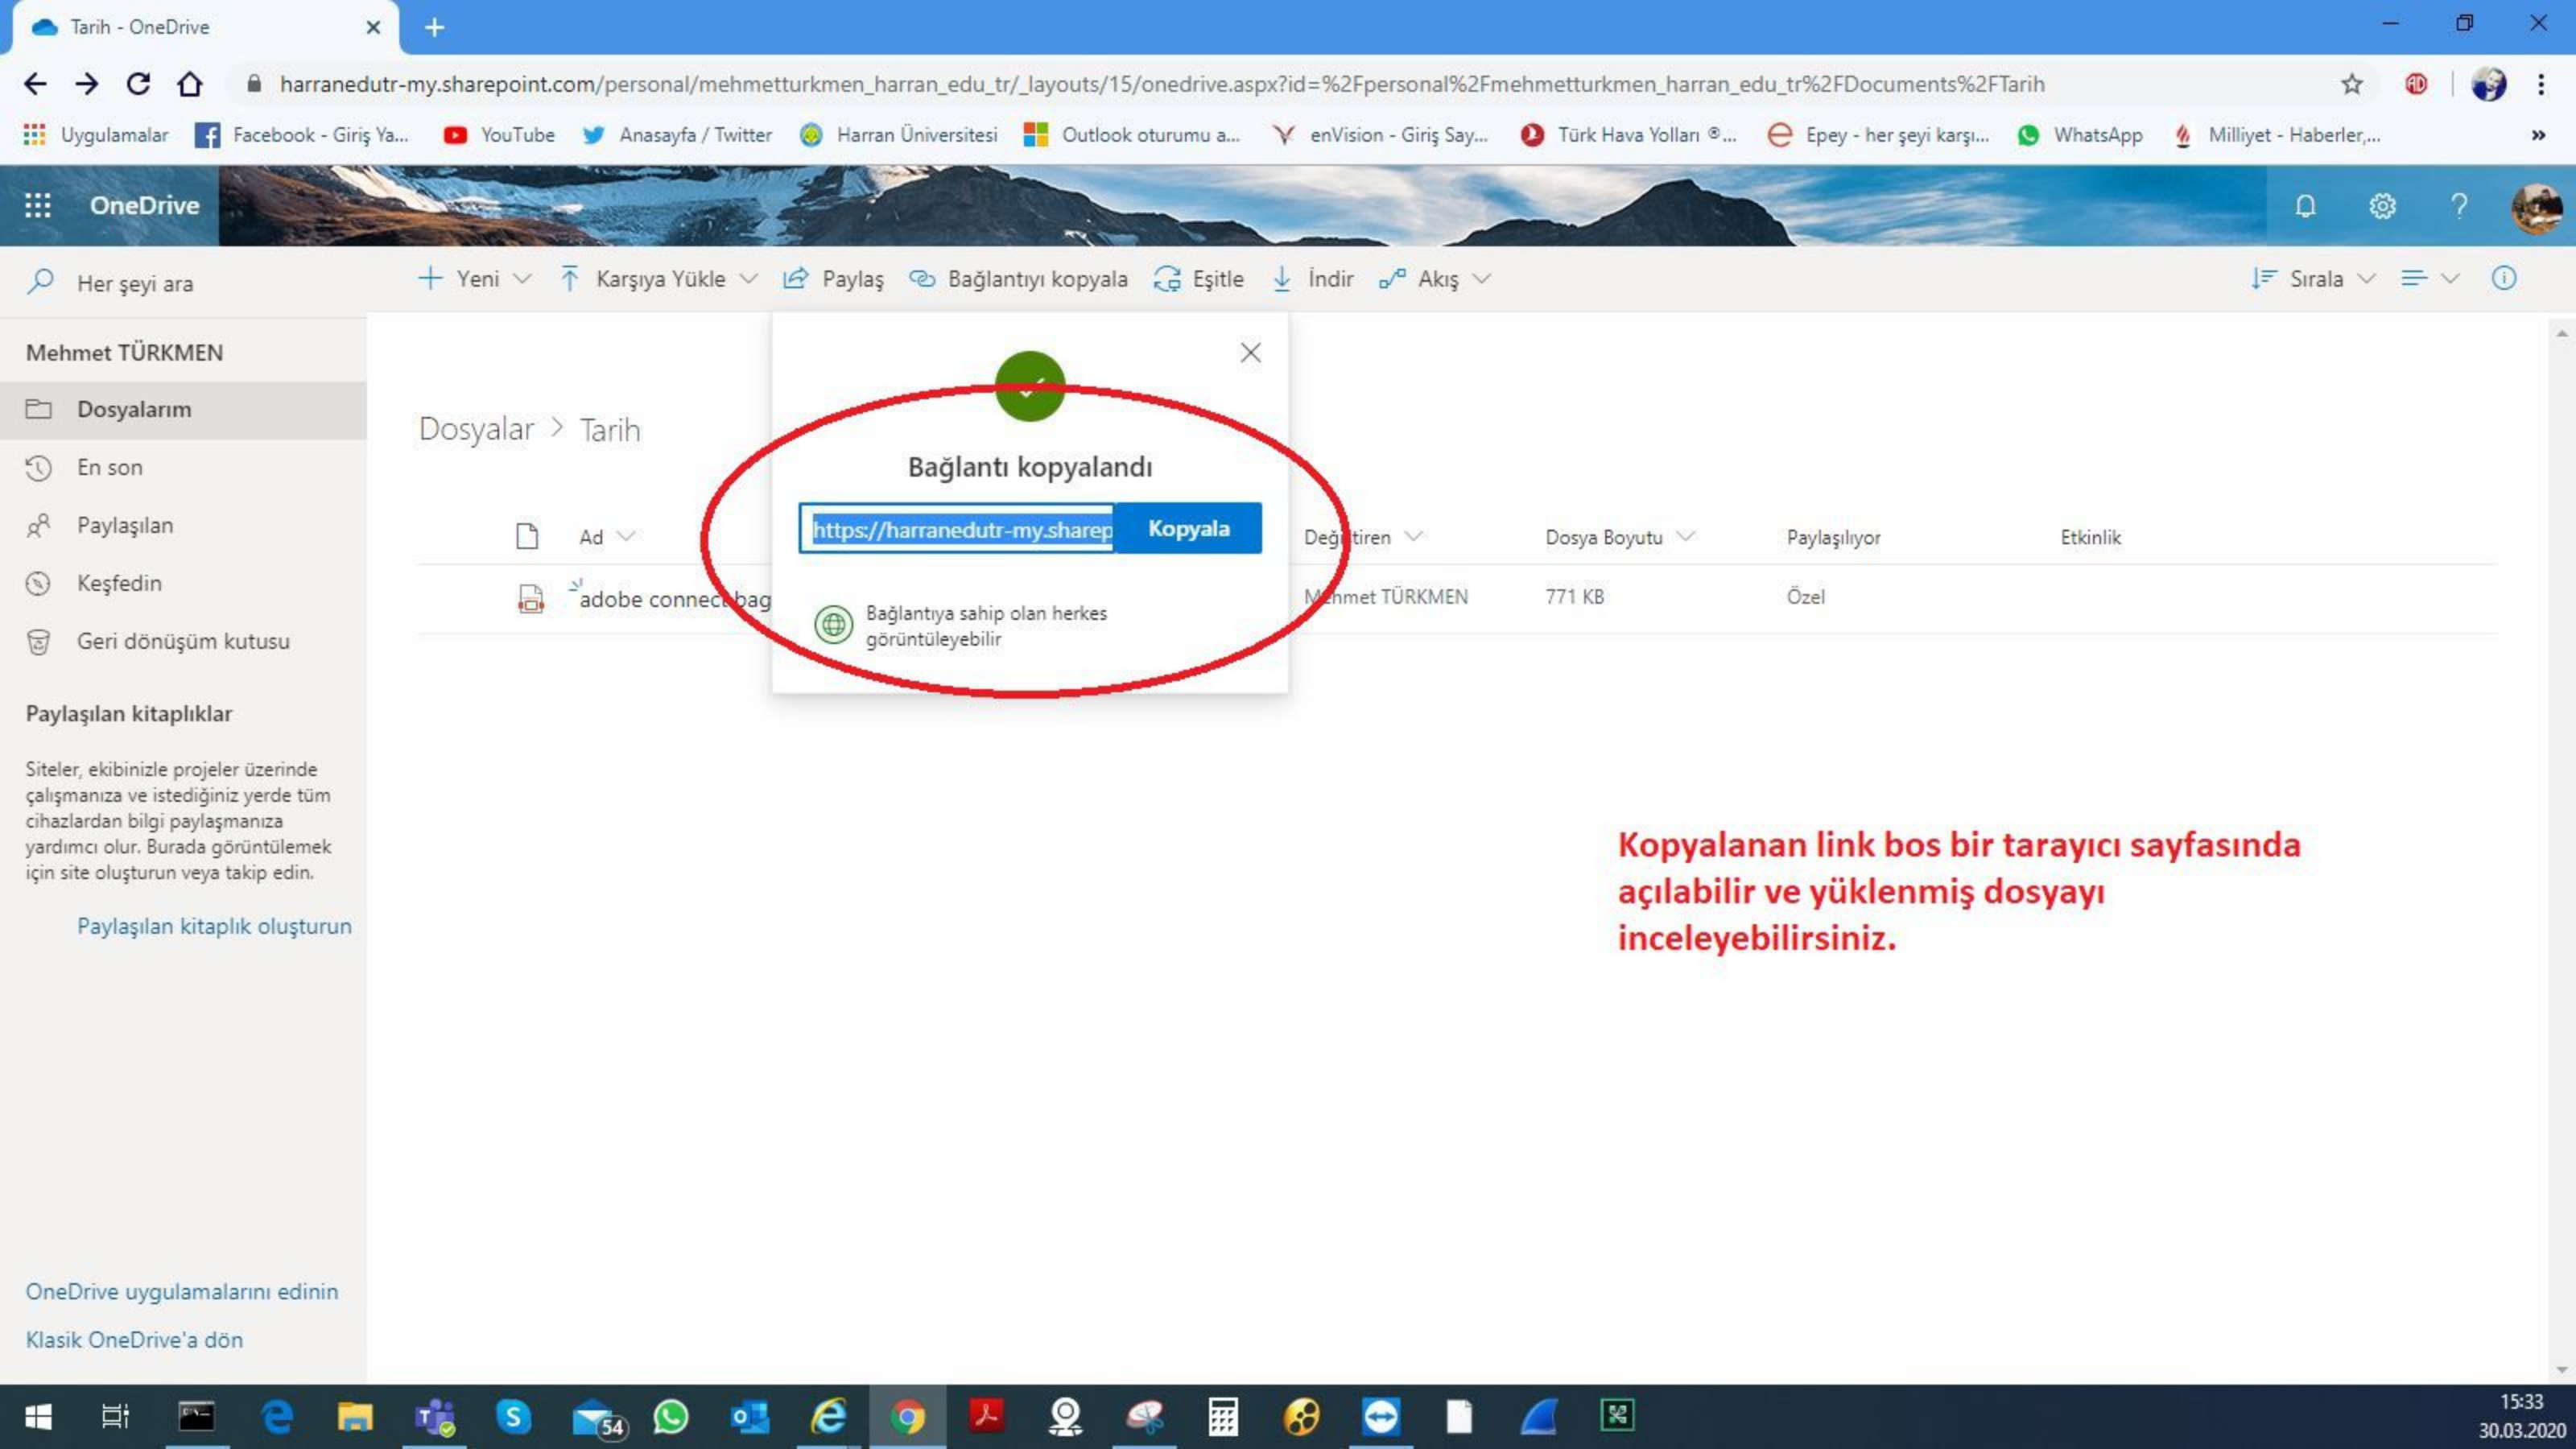 Tarih - OneDrive
harranedutr-my.sharepoint.com/personal/mehmetturkmen_harran_edu_tr/_layouts/15/onedrive.aspx?id=%2Fpersonal%2Fmehmetturkmen_harran_edu_tr%2FDocuments%2FTarih
Uygulamalar Facebook - Giriş Ya... YouTube Anasayfa / Twitter Harran Üniversitesi Outlook oturumu a... enVision - Giriş Say... Türk Hava Yolları ®... Epey - her şeyi karşı... WhatsApp Milliyet - Haberler,... »
OneDrive
Her şeyi ara
Yeni Karşıya Yükle Paylaş Bağlantıyı kopyala Eşitle İndir Akış Sırala
Mehmet TÜRKMEN
Dosyalarım
En son
Paylaşılan
Keşfedin
Geri dönüşüm kutusu
Paylaşılan kitaplıklar
Siteler, ekibinizle projeler üzerinde
çalışmanıza ve istediğiniz yerde tüm
cihazlardan bilgi paylaşmanıza
yardımcı olur. Burada görüntülemek
için site oluşturun veya takip edin.
Paylaşılan kitaplık oluşturun
OneDrive uygulamalarını edinin
Klasik OneDrive'a dön
Dosyalar > Tarih
Ad Değiştiren Dosya Boyutu Paylaşılıyor Etkinlik
adobe connect bag Mehmet TÜRKMEN 771 KB Özel
Bağlantı kopyalandı
https://harranedutr-my.sharep Kopyala
Bağlantıya sahip olan herkes
görüntüleyebilir
Kopyalanan link bos bir tarayıcı sayfasında
açılabilir ve yüklenmiş dosyayı
inceleyebilirsiniz.
54
15:33
30.03.2020